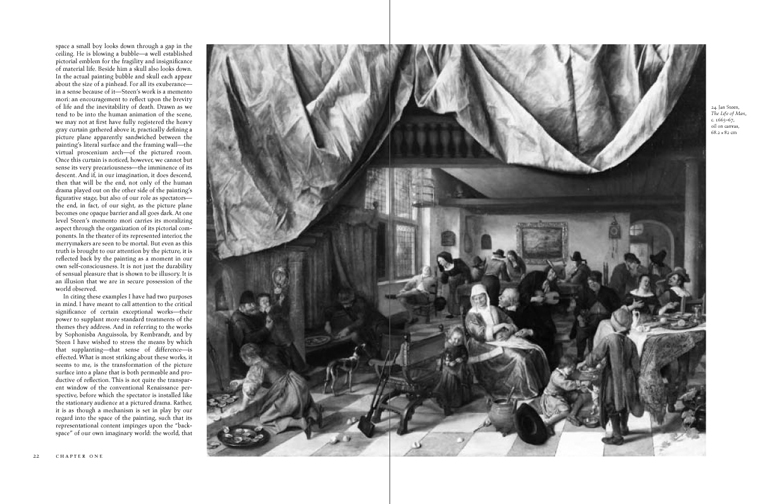 space a small boy looks down through a gap in the
ceiling. He is blowing a bubble—a well established
pictorial emblem for the fragility and insignificance
of material life. Beside him a skull also looks down.
In the actual painting bubble and skull each appear
about the size of a pinhead. For all its exuberance—
in a sense because of it—Steen's work is a memento
mori: an encouragement to reflect upon the brevity
of life and the inevitability of death. Drawn as we
tend to be into the human animation of the scene,
we may not at first have fully registered the heavy
gray curtain gathered above it, practically defining a
picture plane apparently sandwiched between the
painting's literal surface and the framing wall—the
virtual proscenium arch—of the pictured room.
Once this curtain is noticed, however, we cannot but
sense its very precariousness—the imminence of its
descent. And if, in our imagination, it does descend,
then that will be the end, not only of the human
drama played out on the other side of the painting's
figurative stage, but also of our role as spectators—
the end, in fact, of our sight, as the picture plane
becomes one opaque barrier and all goes dark. At one
level Steen's memento mori carries its moralizing
aspect through the organization of its pictorial com-
ponents. In the theater of its represented interior, the
merrymakers are seen to be mortal. But even as this
truth is brought to our attention by the picture, it is
reflected back by the painting as a moment in our
own self-consciousness. It is not just the durability
of sensual pleasure that is shown to be illusory. It is
an illusion that we are in secure possession of the
world observed.
In citing these examples I have had two purposes
in mind. I have meant to call attention to the critical
significance of certain exceptional works—their
power to supplant more standard treatments of the
themes they address. And in referring to the works
by Sophonisba Anguissola, by Rembrandt, and by
Steen I have wished to stress the means by which
that supplanting—that sense of difference—is
effected. What is most striking about these works, it
seems to me, is the transformation of the picture
surface into a plane that is both permeable and pro-
ductive of reflection. This is not quite the transpar-
ent window of the conventional Renaissance per-
spective, before which the spectator is installed like
the stationary audience at a pictured drama. Rather,
it is as though a mechanism is set in play by our
regard into the space of the painting, such that its
representational content impinges upon the "back-
space" of our own imaginary world: the world, that
22 CHAPTER ONE
24. Jan Steen,
The Life of Man,
c. 1665–67,
oil on canvas,
68.2 x 82 cm